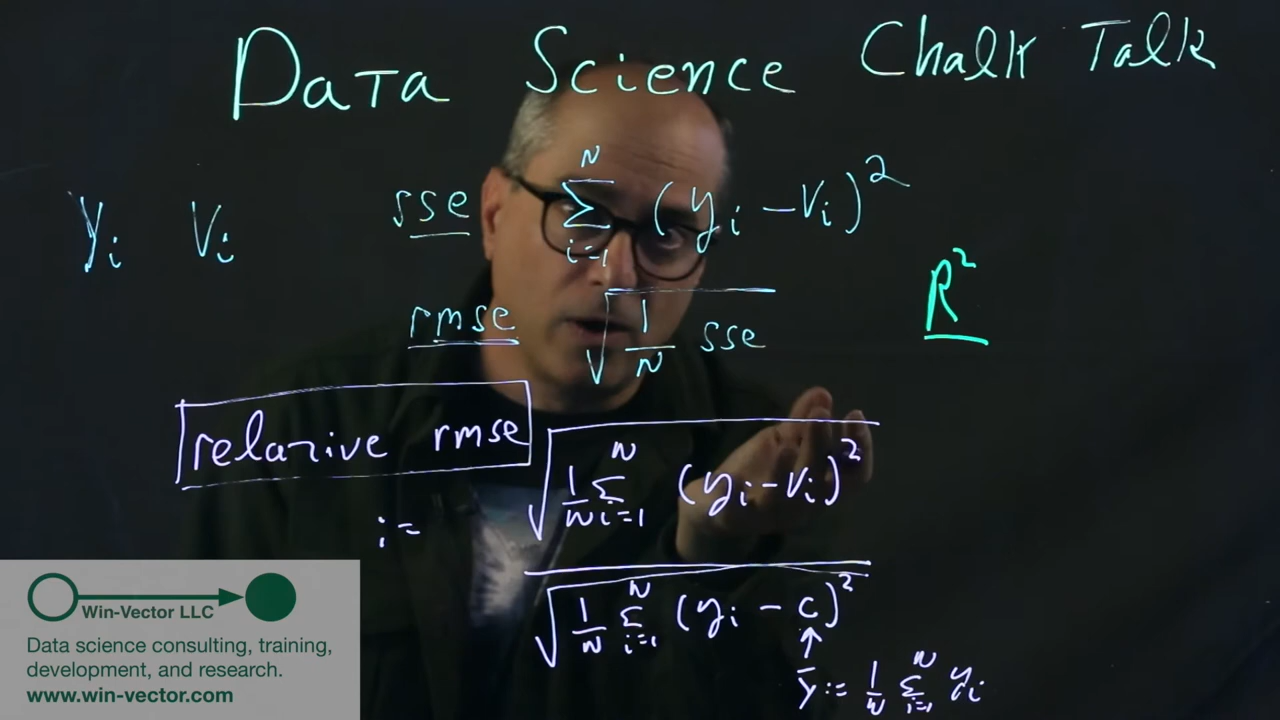 Data Science Chalk Talk
yi vi sse Σ_{i=1}^{N} (yi - vi)^2
R^2
rmse √(1/N sse)
relative rmse
:= √(1/N Σ_{i=1}^{N} (yi - vi)^2)
√(1/N Σ_{i=1}^{N} (yi - c)^2)
↑
ȳ := 1/N Σ_{i=1}^{N} yi
Win-Vector LLC
Data science consulting, training,
development, and research.
www.win-vector.com